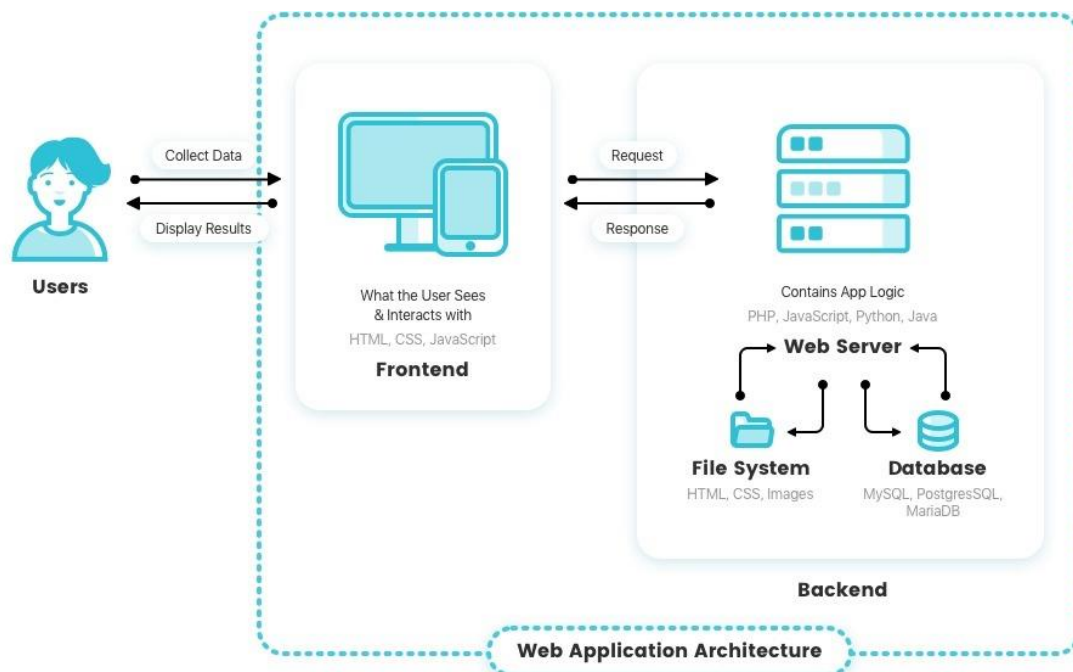 Collect Data
Display Results
Users
What the User Sees
& Interacts with
HTML, CSS, JavaScript
Frontend
Request
Response
Contains App Logic
PHP, JavaScript, Python, Java
Web Server
File System
HTML, CSS, Images
Database
MySQL, PostgresSQL,
MariaDB
Backend
Web Application Architecture